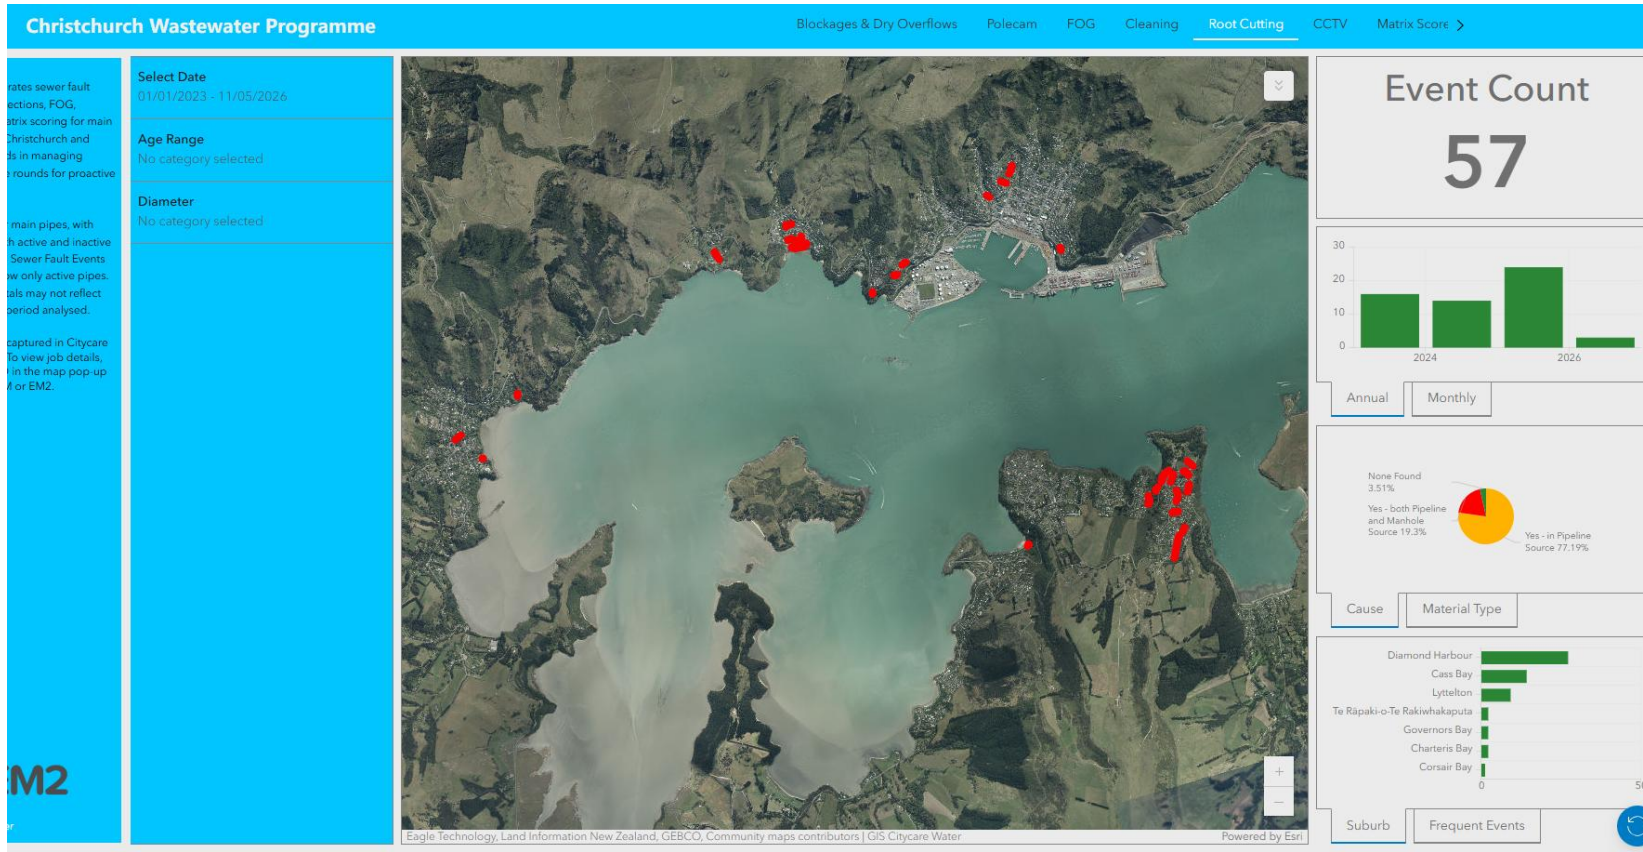 Christchurch Wastewater Programme
Blockages & Dry Overflows
Polecam
FOG
Cleaning
Root Cutting
CCTV
Matrix Score
rates sewer fault
ections, FOG,
atrix scoring for main
Christchurch and
ds in managing
rounds for proactive
main pipes, with
h active and inactive
Sewer Fault Events
ow only active pipes.
tals may not reflect
period analysed.
captured in Citycare
To view job details,
in the map pop-up
or EM2.
EM2
er
Select Date
01/01/2023 - 11/05/2026
Age Range
No category selected
Diameter
No category selected
Eagle Technology, Land Information New Zealand, GEBCO, Community maps contributors | GIS Citycare Water
Powered by Esri
Event Count
57
30
20
10
0
2024
2026
Annual
Monthly
None Found
3.51%
Yes - both Pipeline
and Manhole
Source 19.3%
Yes - in Pipeline
Source 77.19%
Cause
Material Type
Diamond Harbour
Cass Bay
Lyttelton
Te Rāpaki-o-Te Rakiwhakaputa
Governors Bay
Charteris Bay
Corsair Bay
0
Suburb
Frequent Events